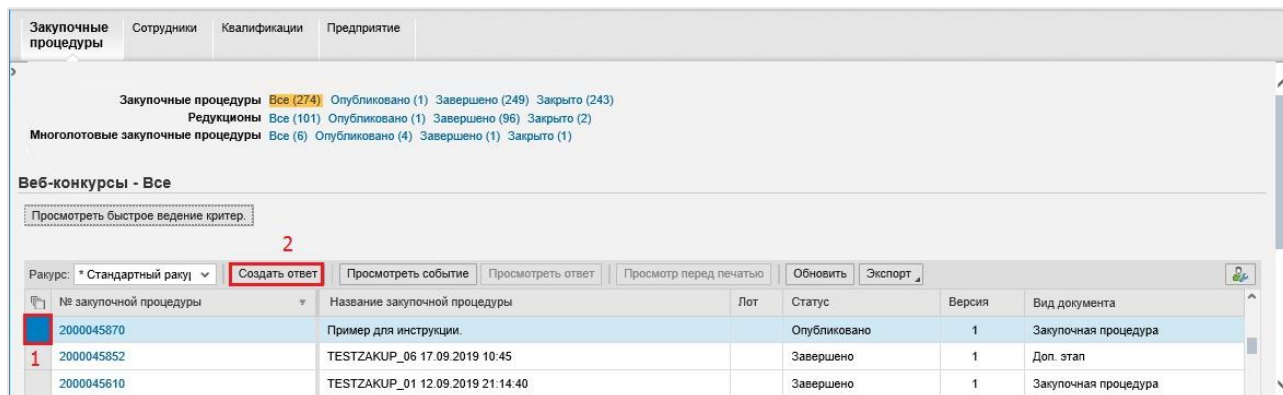 Закупочные процедуры Сотрудники Квалификации Предприятие
Закупочные процедуры Все (274) Опубликовано (1) Завершено (249) Закрыто (243)
Редукционы Все (101) Опубликовано (1) Завершено (96) Закрыто (2)
Многолотовые закупочные процедуры Все (6) Опубликовано (4) Завершено (1) Закрыто (1)
Веб-конкурсы - Все
Просмотреть быстрое ведение критер.
2
Ракурс: * Стандартный ракур Создать ответ Просмотреть событие Просмотреть ответ Просмотр перед печатью Обновить Экспорт
№ закупочной процедуры Название закупочной процедуры Лот Статус Версия Вид документа
2000045870 Пример для инструкции. Опубликовано 1 Закупочная процедура
1 2000045852 TESTZAKUP_06 17.09.2019 10:45 Завершено 1 Доп. этап
2000045610 TESTZAKUP_01 12.09.2019 21:14:40 Завершено 1 Закупочная процедура